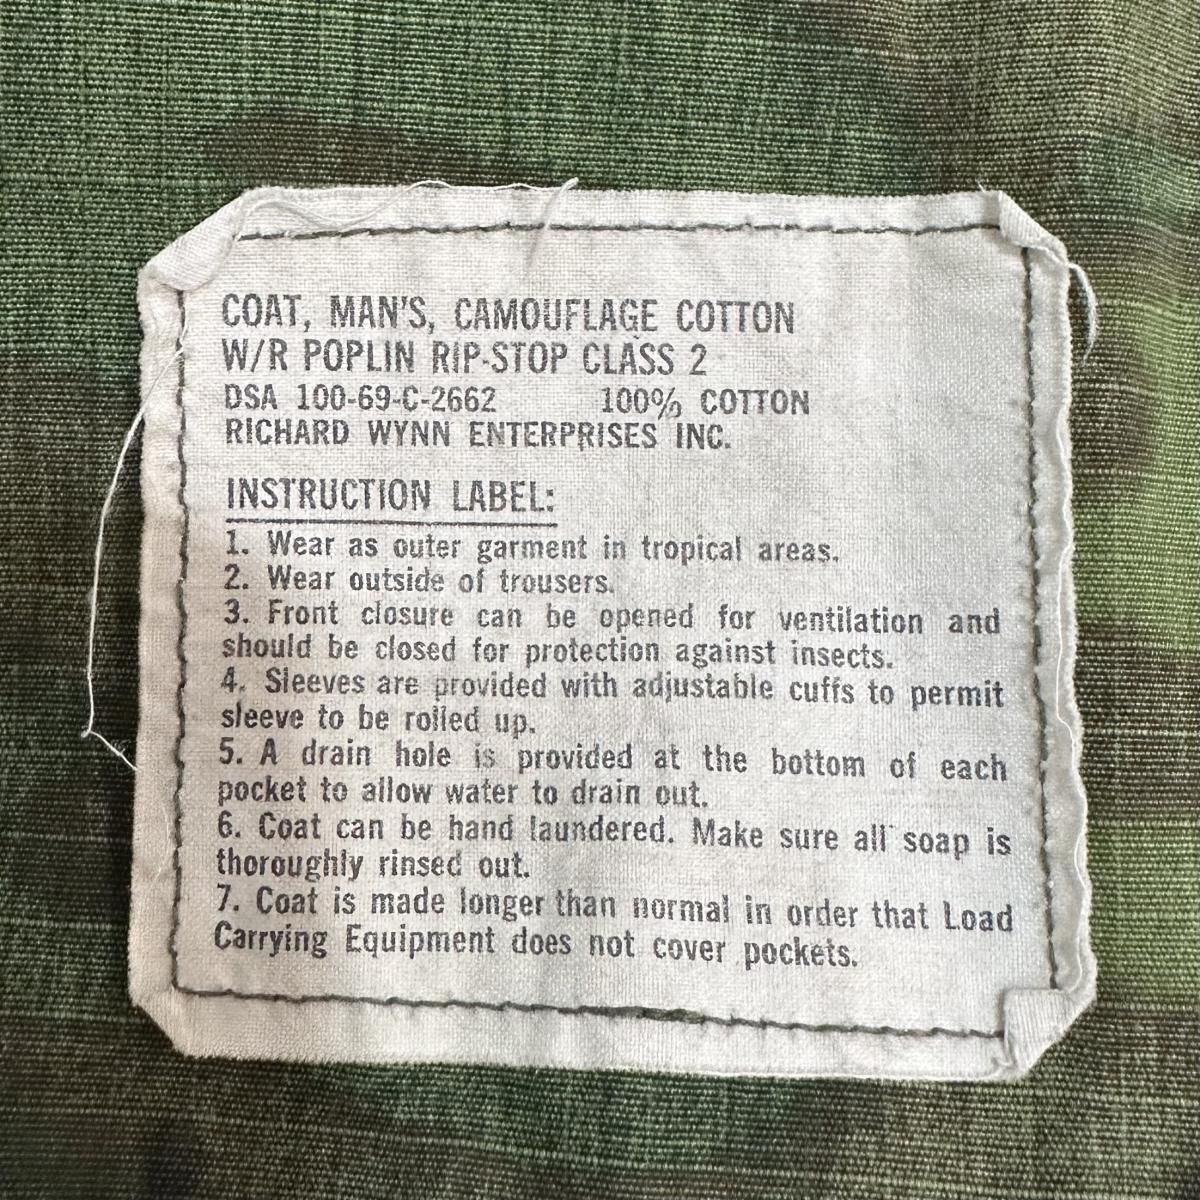 COAT, MAN'S, CAMOUFLAGE COTTON
W/R POPLIN RIP-STOP CLASS 2
DSA 100-69-C-2662 100% COTTON
RICHARD WYNN ENTERPRISES INC.
INSTRUCTION LABEL:
1. Wear as outer garment in tropical areas.
2. Wear outside of trousers.
3. Front closure can be opened for ventilation and
should be closed for protection against insects.
4. Sleeves are provided with adjustable cuffs to permit
sleeve to be rolled up.
5. A drain hole is provided at the bottom of each
pocket to allow water to drain out.
6. Coat can be hand laundered. Make sure all soap is
thoroughly rinsed out.
7. Coat is made longer than normal in order that Load
Carrying Equipment does not cover pockets.